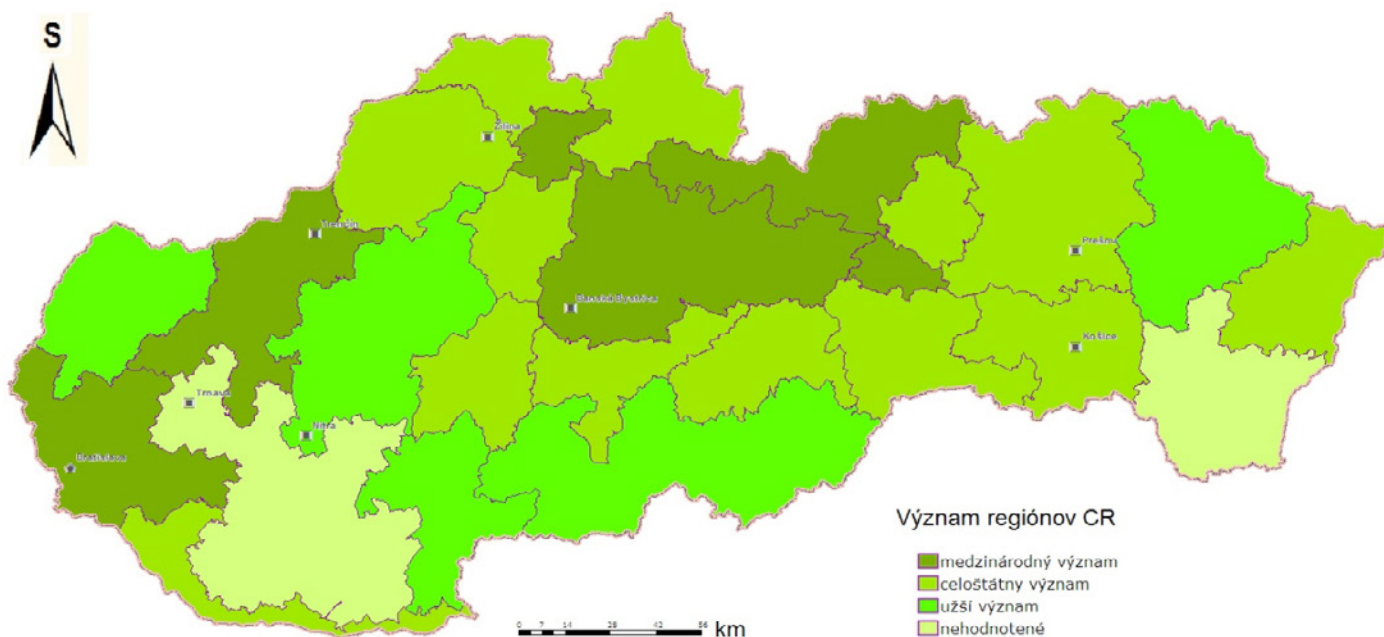 S
Žilina
Trenčín
Prešov
Banská Bystrica
Košice
Trnava
Nitra
Bratislava
Význam regiónov CR
medzinárodný význam
celoštátny význam
užší význam
nehodnotené
0 7 14 28 42 56 km